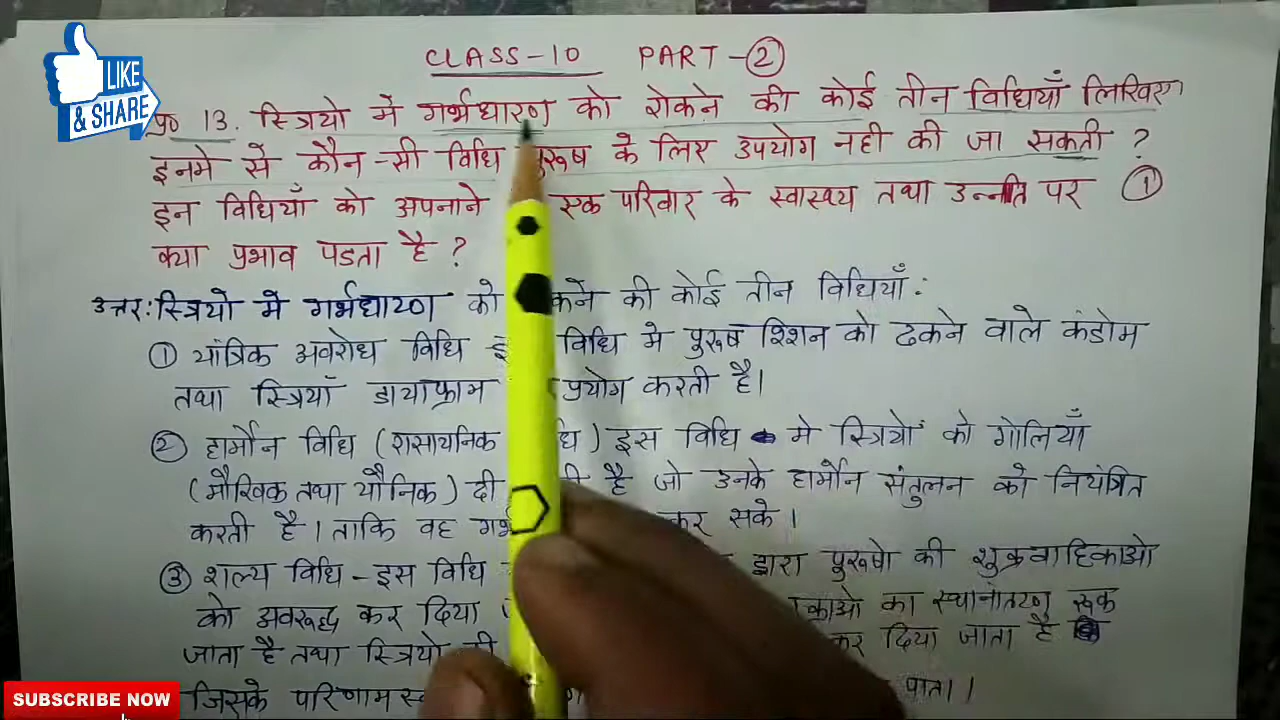 LIKE
& SHARE
CLASS-10 PART-②
प्र० 13. स्त्रियो में गर्भधारण को रोकने की कोई तीन विधियाँ लिखिए
इनमे से कौन-सी विधि पुरूष के लिए उपयोग नही की जा सकती ?
इन विधियाँ को अपनाने एक परिवार के स्वास्थ्य तथा उन्नति पर ①
क्या प्रभाव पडता है ?
उत्तर: स्त्रियो मे गर्भधारण को की कोई तीन विधियाँ :
① यांत्रिक अवरोध विधि विधि मे पुरूष शिशन को ढकने वाले कंडोम
तथा स्त्रियाँ डायाफ्राम प्रयोग करती है।
② हार्मोन विधि (रासायनिक ) इस विधि मे स्त्रियों को गोलियाँ
(मौखिक तथा यौनिक) दी है जो उनके हार्मोन संतुलन को नियंत्रित
करती है। ताकि वह कर सके।
③ शल्य विधि - इस विधि द्वारा पुरूषो की शुक्रवाहिकाओ
को अवरूद्ध कर दिया का स्थानांतरण रूक
जाता है तथा स्त्रियो कर दिया जाता है
जिसके पाता।
SUBSCRIBE NOW